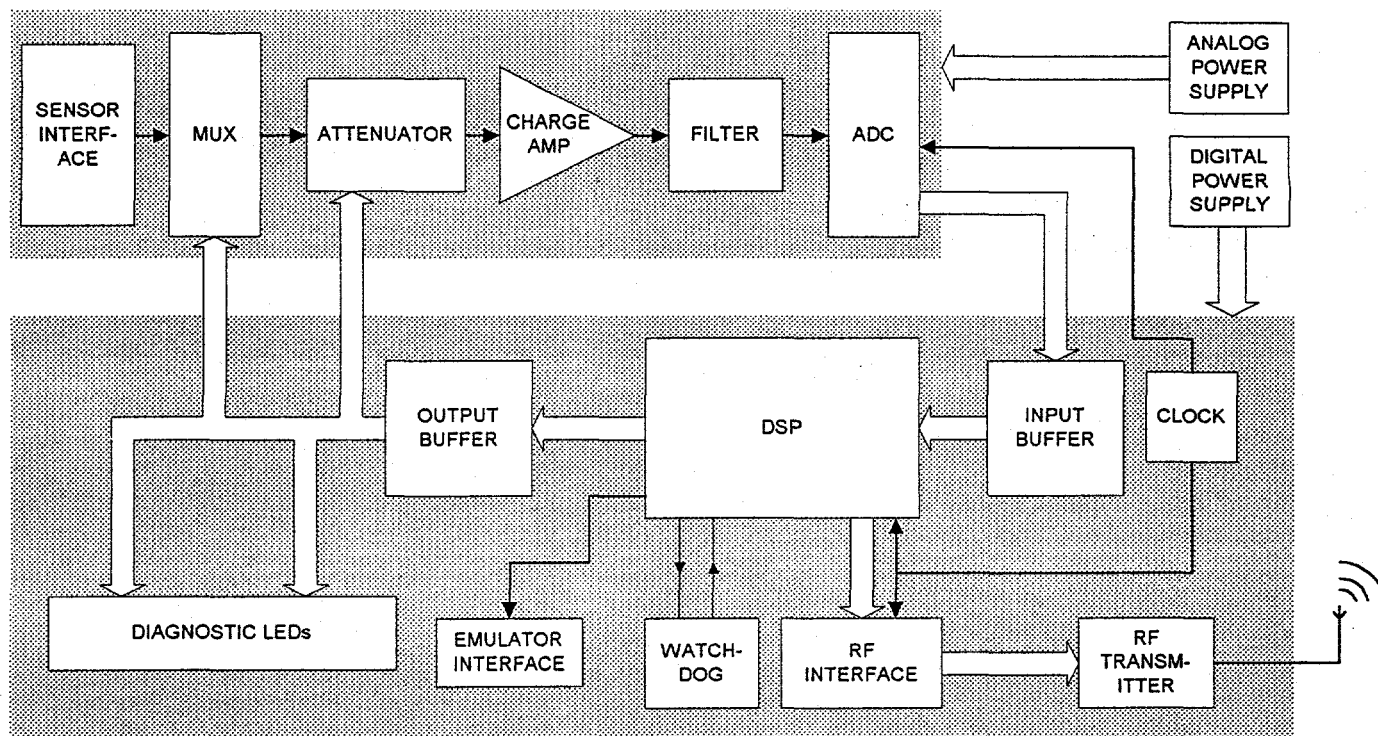 SENSOR
INTERF-
ACE
MUX
ATTENUATOR
CHARGE
AMP
FILTER
ADC
ANALOG
POWER
SUPPLY
DIGITAL
POWER
SUPPLY
OUTPUT
BUFFER
DSP
INPUT
BUFFER
CLOCK
DIAGNOSTIC LEDs
EMULATOR
INTERFACE
WATCH-
DOG
RF
INTERFACE
RF
TRANSM-
ITTER